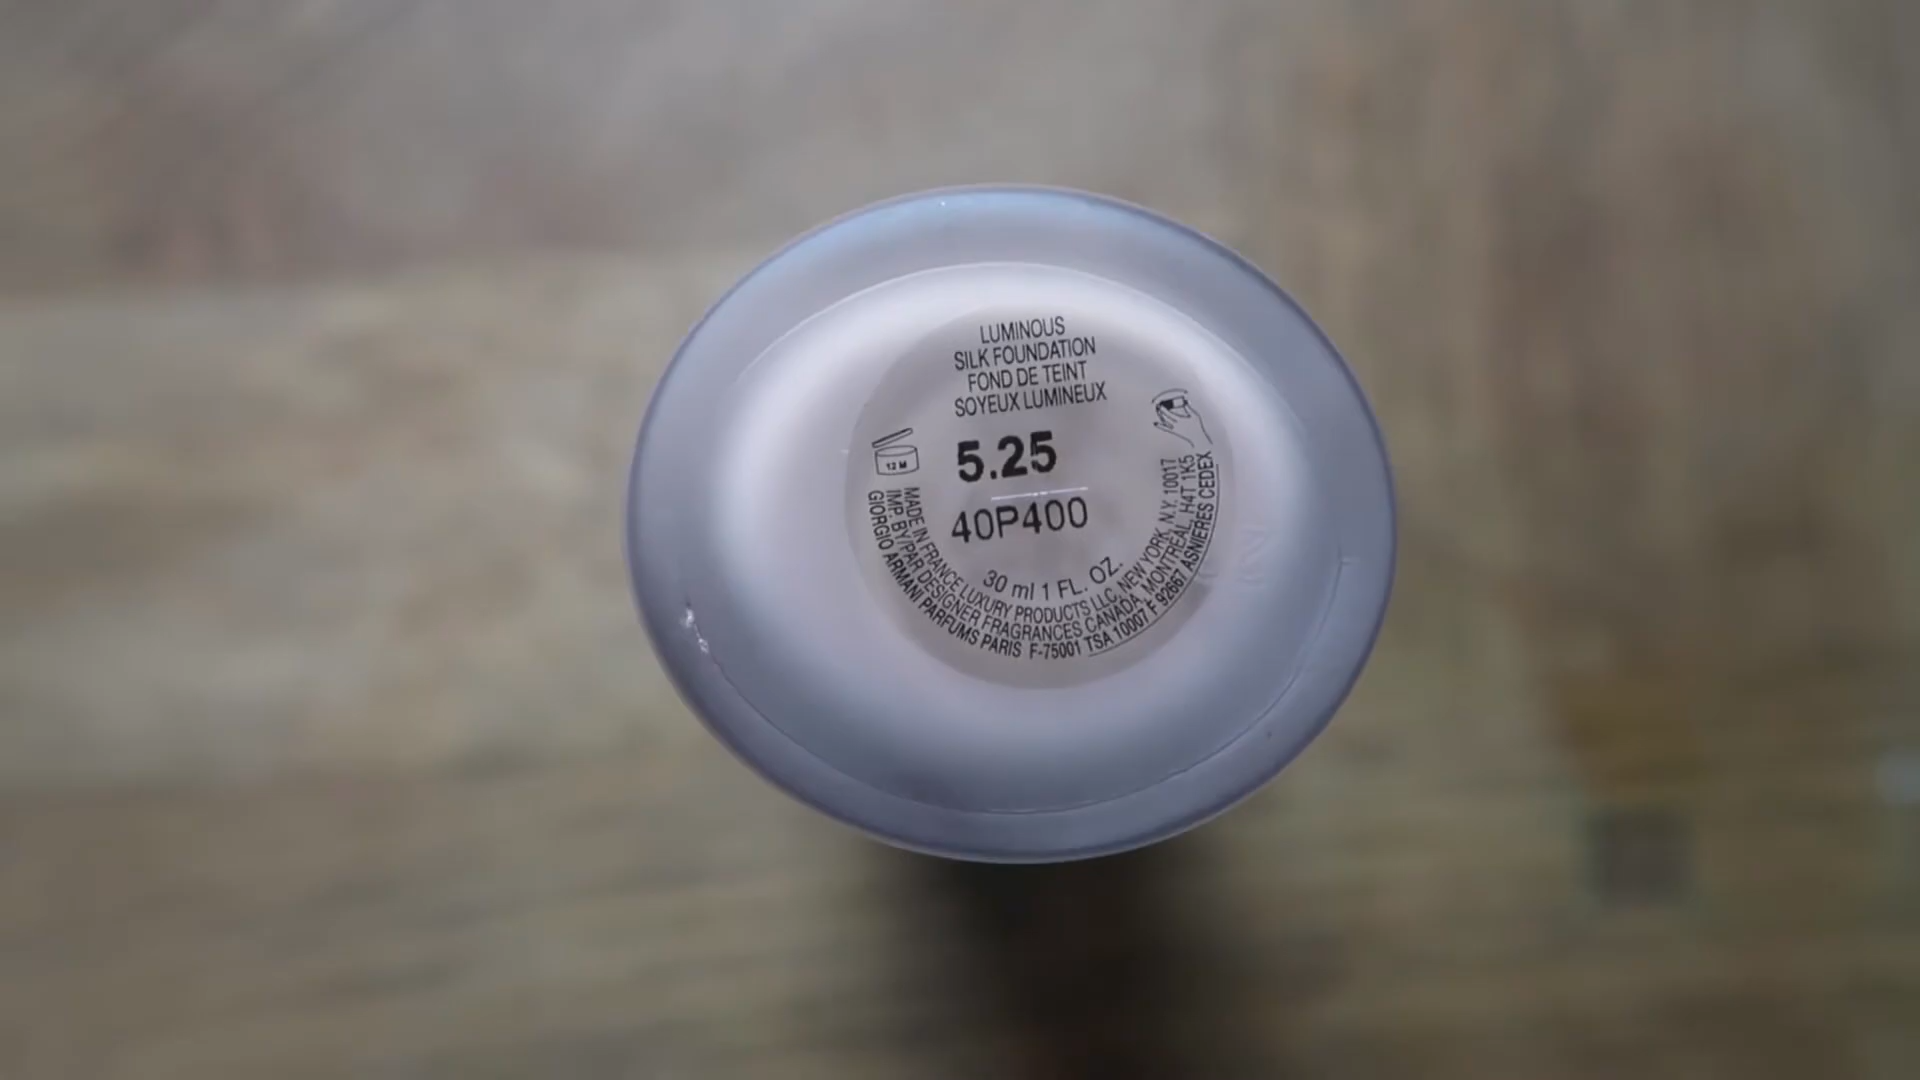 LUMINOUS
SILK FOUNDATION
FOND DE TEINT
SOYEUX LUMINEUX
12 M
5.25
40P400
30 ml 1 FL. OZ.
MADE IN FRANCE LUXURY PRODUCTS LLC, NEW YORK, N.Y. 10017
IMP. BY/PAR DESIGNER FRAGRANCES CANADA, MONTREAL, H4T 1K5
GIORGIO ARMANI PARFUMS PARIS F-75001 TSA 10007 F 92667 ASNIERES CEDEX